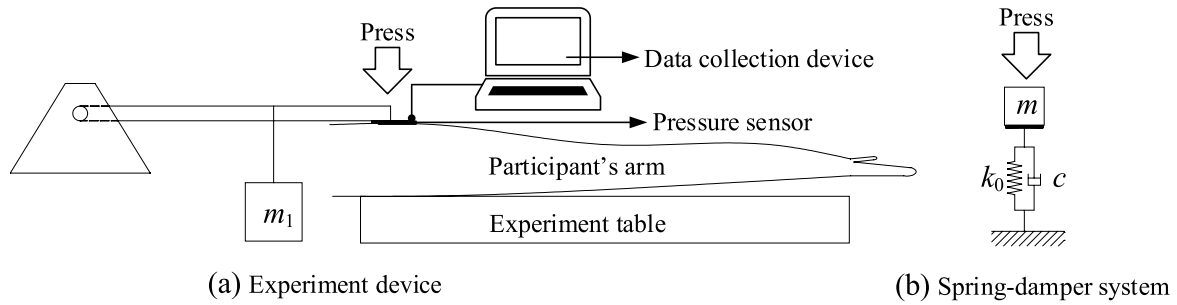 Press
Data collection device
Pressure sensor
Participant's arm
m1
Experiment table
(a) Experiment device
Press
m
k0
c
(b) Spring-damper system